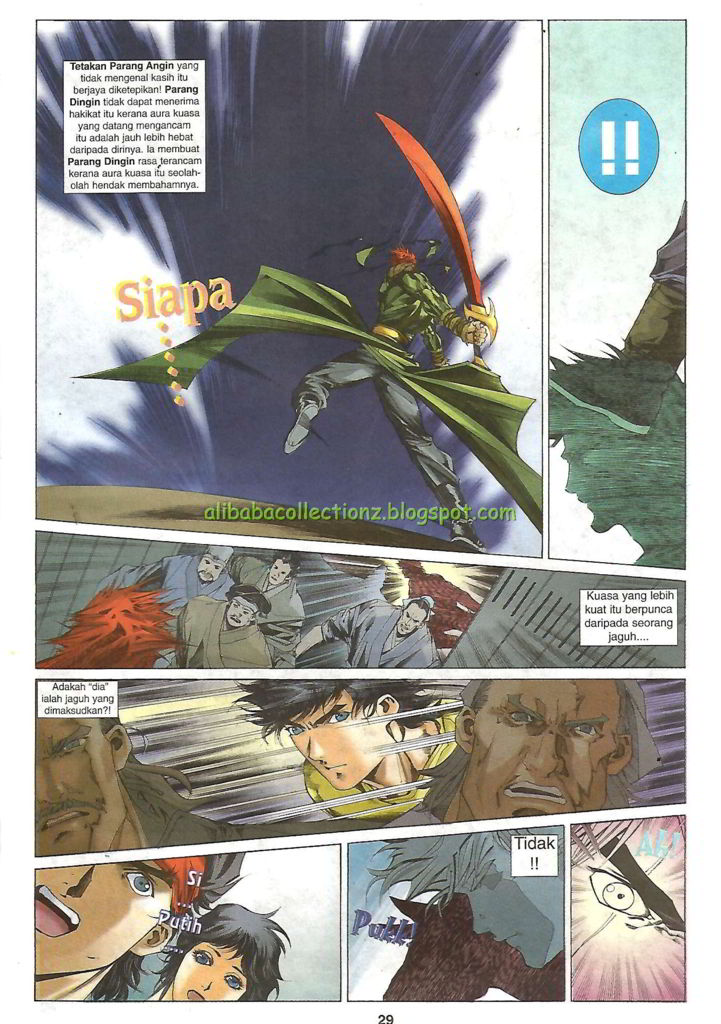 Tetakan Parang Angin yang
tidak mengenal kasih itu
berjaya diketepikan! Parang
Dingin tidak dapat menerima
hakikat itu kerana aura kuasa
yang datang mengancam
itu adalah jauh lebih hebat
daripada dirinya. Ia membuat
Parang Dingin rasa terancam
kerana aura kuasa itu seolah-
olah hendak membahamnya.
!!
Siapa
......
alibabacollectionz.blogspot.com
Kuasa yang lebih
kuat itu berpunca
daripada seorang
jaguh....
Adakah "dia"
ialah jaguh yang
dimaksudkan?!
Si
...
Putih
...
Tidak
!!
Pukk!
Ah!
29